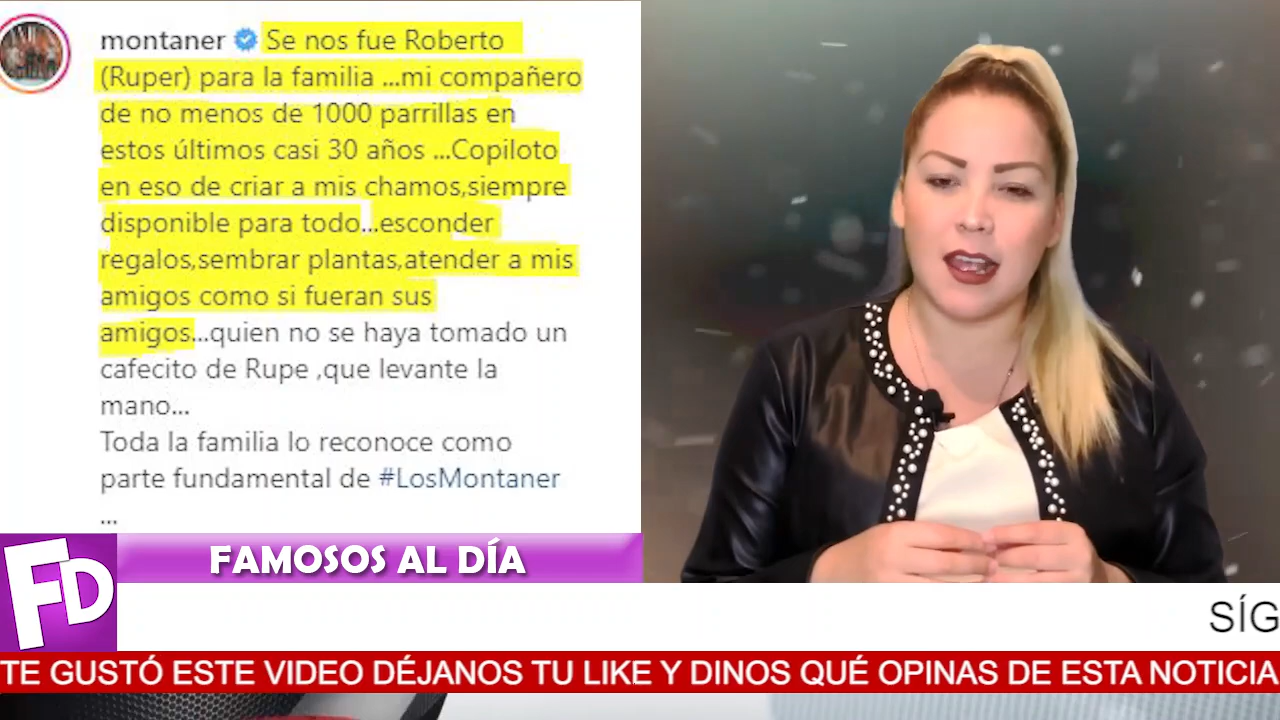 montaner Se nos fue Roberto
(Ruper) para la familia ...mi compañero
de no menos de 1000 parrillas en
estos últimos casi 30 años ...Copiloto
en eso de criar a mis chamos,siempre
disponible para todo...esconder
regalos,sembrar plantas,atender a mis
amigos como si fueran sus
amigos...quien no se haya tomado un
cafecito de Rupe ,que levante la
mano...
Toda la familia lo reconoce como
parte fundamental de #LosMontaner
...
FD
FAMOSOS AL DÍA
SÍG
TE GUSTÓ ESTE VIDEO DÉJANOS TU LIKE Y DINOS QUÉ OPINAS DE ESTA NOTICIA